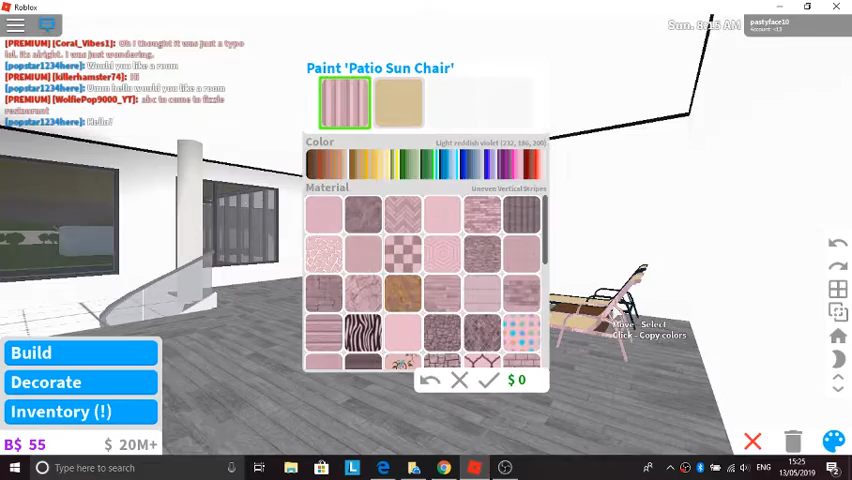 Roblox
Sun. 8:15 AM
pastyface10
Account: <13
[PREMIUM] [Coral_Vibes1]: Oh I thought it was just a typo
lol. its alright. I was just wondering.
[popstar1234here]: Would you like a room
[PREMIUM] [killerhamster74]: Hi
[popstar1234here]: Uumn hello would you like a room
[PREMIUM] [WolfiePop9000_YT]: abc to come to fizzle
restaurant
[popstar1234here]: Hello?
Paint 'Patio Sun Chair'
Color
Light reddish violet (232, 186, 200)
Material
Uneven Vertical Stripes
Move, Select
Click - Copy colors
$ 0
Build
Decorate
Inventory (!)
B$ 55
$ 20M+
Type here to search
ENG
15:25
13/05/2019
2